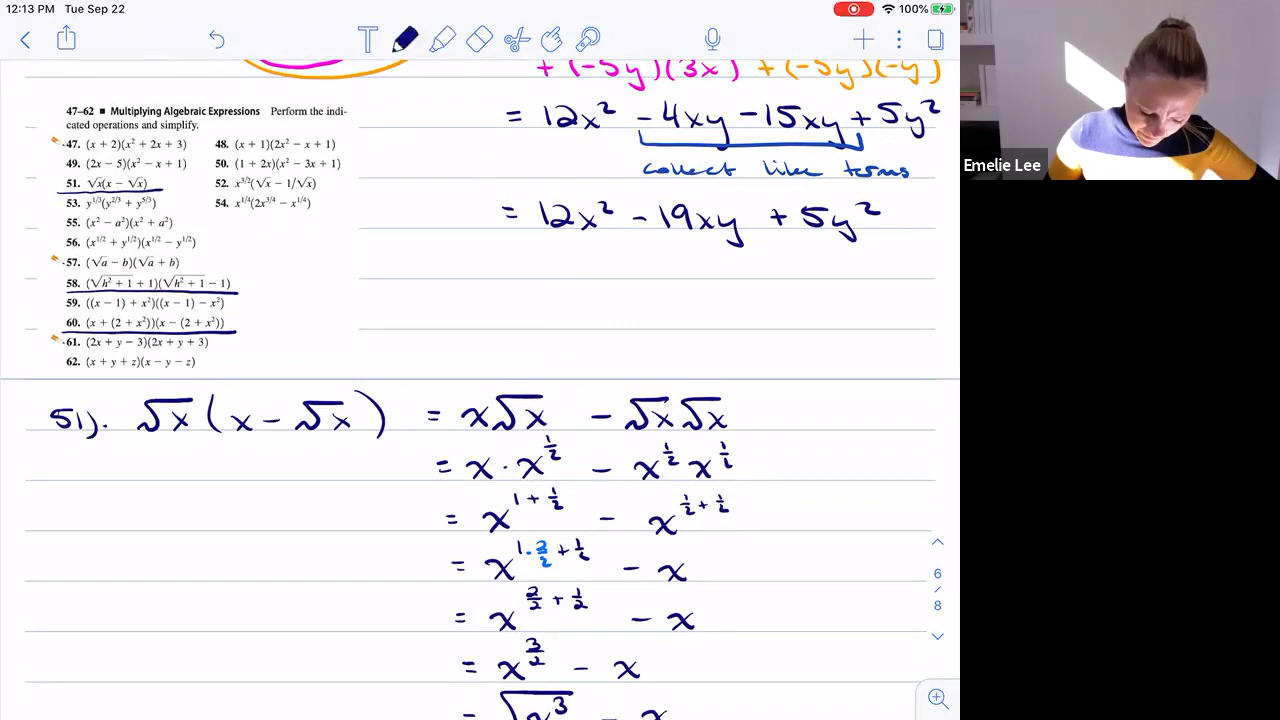 12:13 PM Tue Sep 22
100%
+ (-5y)(3x) + (-5y)(-y)
= 12x² - 4xy - 15xy + 5y²
collect like terms
= 12x² - 19xy + 5y²
47–62 ■ Multiplying Algebraic Expressions Perform the indi-
cated operations and simplify.
47. (x + 2)(x² + 2x + 3) 48. (x + 1)(2x² − x + 1)
49. (2x − 5)(x² − x + 1) 50. (1 + 2x)(x² − 3x + 1)
51. √x(x − √x) 52. x^{3/2}(√x − 1/√x)
53. y^{1/3}(y^{2/3} + y^{5/3}) 54. x^{1/4}(2x^{3/4} − x^{1/4})
55. (x² − a²)(x² + a²)
56. (x^{1/2} + y^{1/2})(x^{1/2} − y^{1/2})
57. (√a − b)(√a + b)
58. (√(h² + 1) + 1)(√(h² + 1) − 1)
59. ((x − 1) + x²)((x − 1) − x²)
60. (x + (2 + x²))(x − (2 + x²))
61. (2x + y − 3)(2x + y + 3)
62. (x + y + z)(x − y − z)
Emelie Lee
51). √x(x - √x) = x√x - √x√x
= x · x^{1/2} - x^{1/2} x^{1/2}
= x^{1 + 1/2} - x^{1/2 + 1/2}
= x^{1 · 2/2 + 1/2} - x
= x^{2/2 + 1/2} - x
= x^{3/2} - x
= √x³ - x
6
/
8